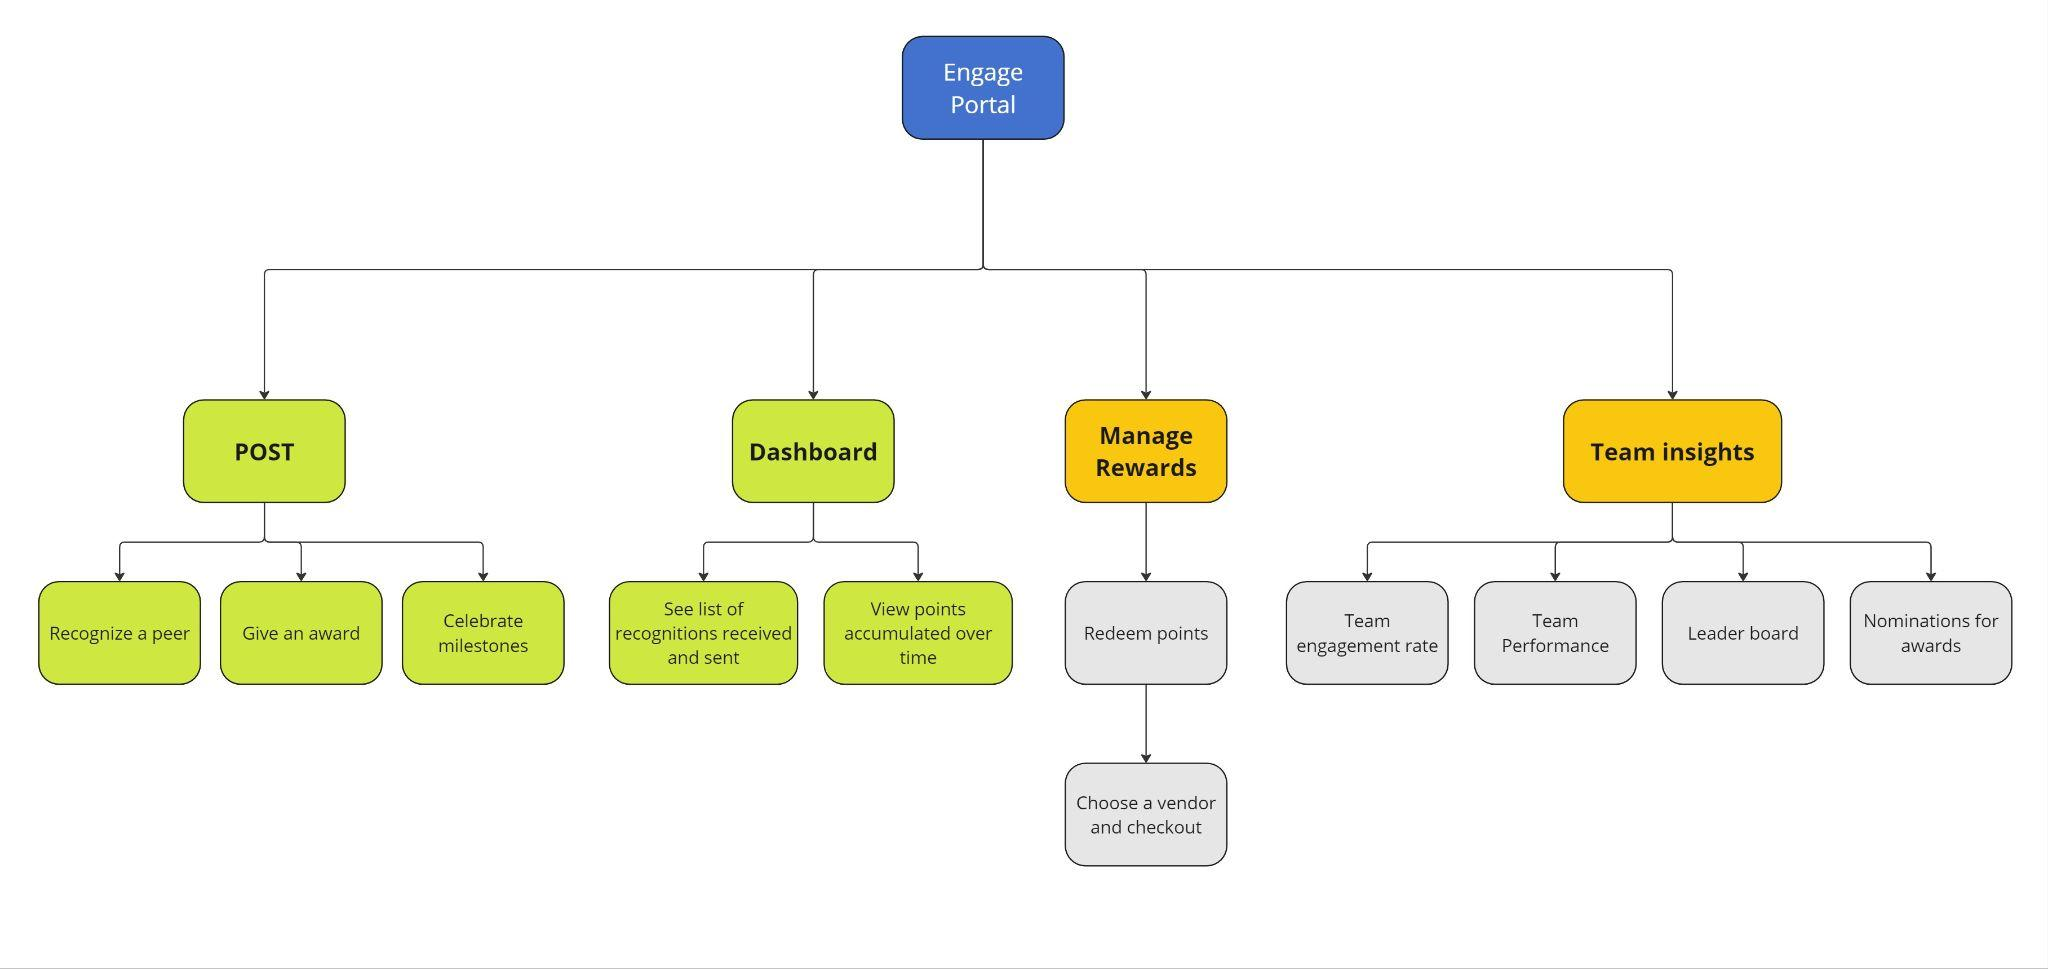 Engage
Portal
POST
Dashboard
Manage
Rewards
Team insights
Recognize a peer
Give an award
Celebrate
milestones
See list of
recognitions received
and sent
View points
accumulated over
time
Redeem points
Team
engagement rate
Team
Performance
Leader board
Nominations for
awards
Choose a vendor
and checkout